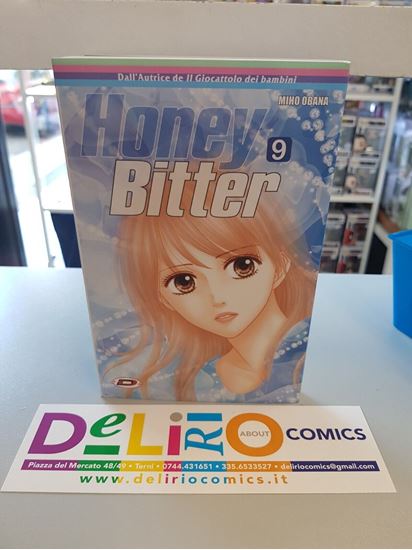 Dall'Autrice de Il Giocattolo dei bambini
MIHO OBANA
Honey
9
Bitter
DeLiRiO ABOUT COMICS
Piazza del Mercato 48/49 • Terni • 0744.431651 • 335.6533527 • deliriocomics@gmail.com
www.deliriocomics.it